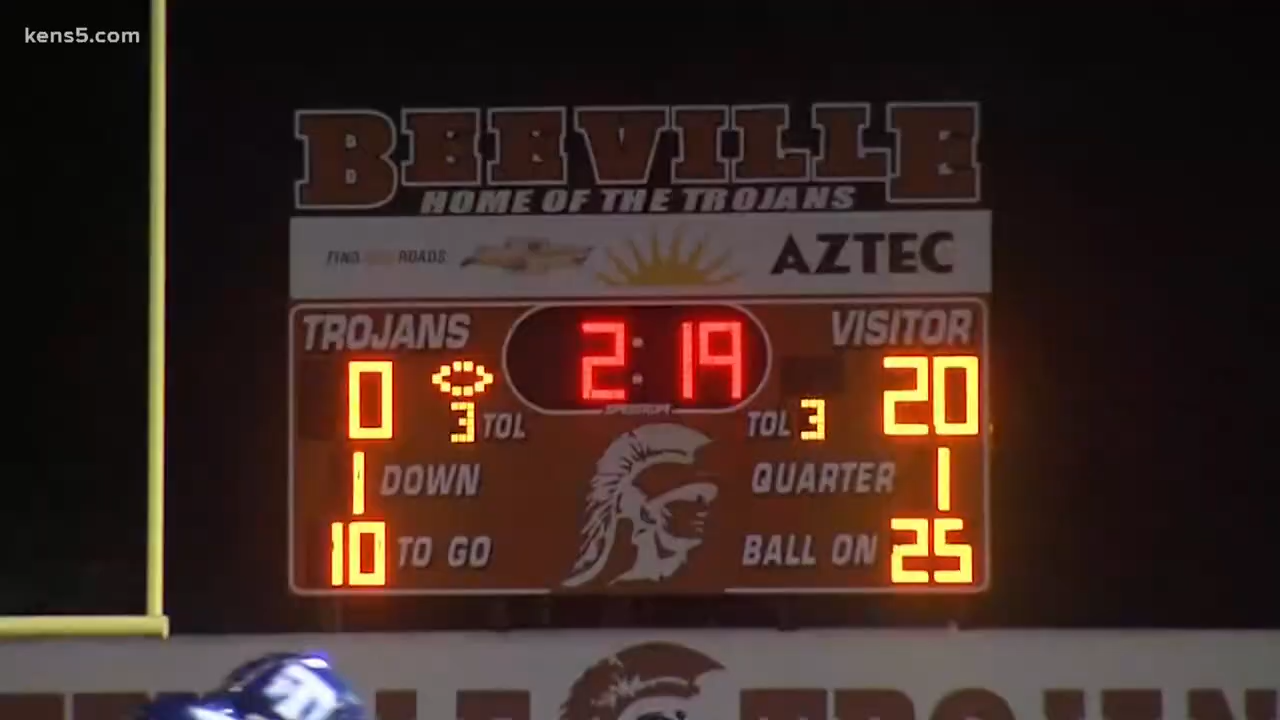 kens5.com
BEEVILLE
HOME OF THE TROJANS
FIND NEW ROADS
AZTEC
TROJANS 2:19 VISITOR
0 20
3 TOL TOL 3
1 DOWN QUARTER 1
10 TO GO BALL ON 25